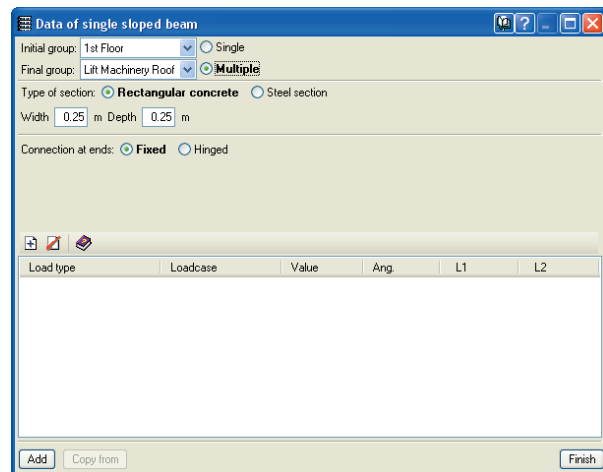 Data of single sloped beam
Initial group: 1st Floor Single
Final group: Lift Machinery Roof Multiple
Type of section: Rectangular concrete Steel section
Width 0.25 m Depth 0.25 m
Connection at ends: Fixed Hinged
Load type Loadcase Value Ang. L1 L2
Add Copy from Finish